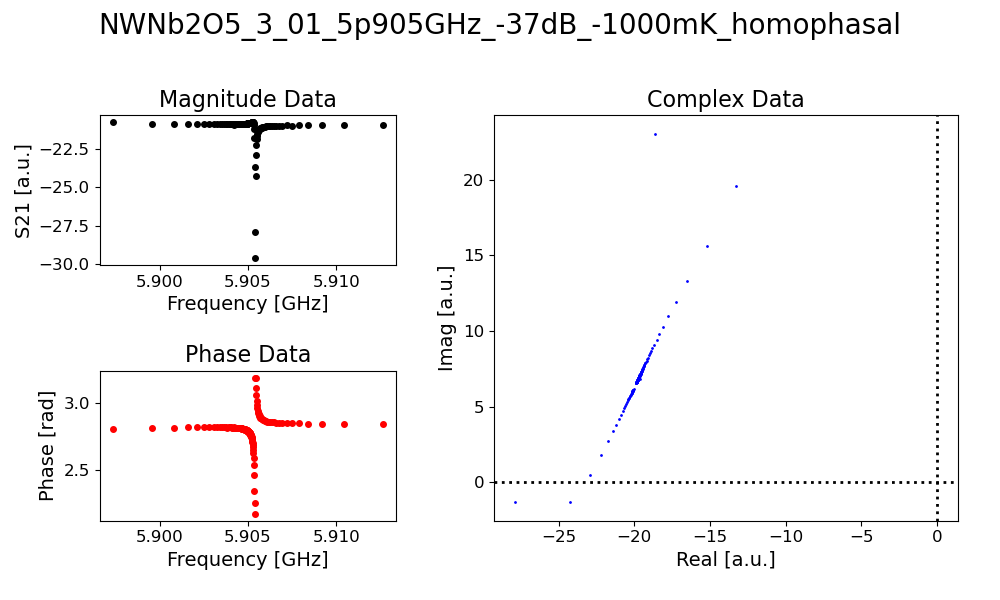 NWNb2O5_3_01_5p905GHz_-37dB_-1000mK_homophasal
Magnitude Data
S21 [a.u.]
−22.5
−25.0
−27.5
−30.0
5.900
5.905
5.910
Frequency [GHz]
Phase Data
Phase [rad]
3.0
2.5
5.900
5.905
5.910
Frequency [GHz]
Complex Data
Imag [a.u.]
20
15
10
5
0
−25
−20
−15
−10
−5
0
Real [a.u.]